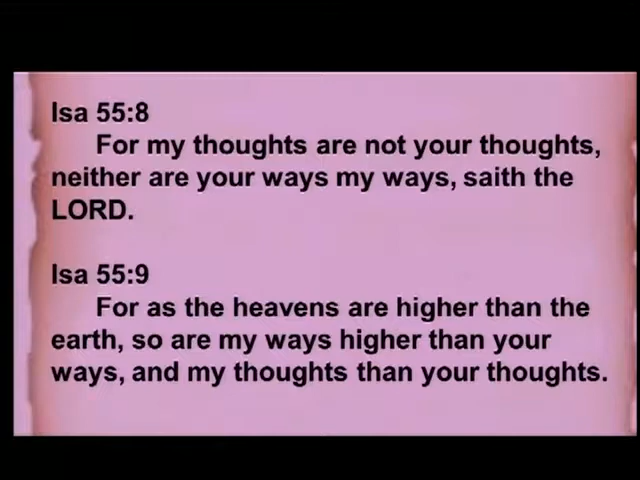 Isa 55:8
For my thoughts are not your thoughts,
neither are your ways my ways, saith the
LORD.
Isa 55:9
For as the heavens are higher than the
earth, so are my ways higher than your
ways, and my thoughts than your thoughts.